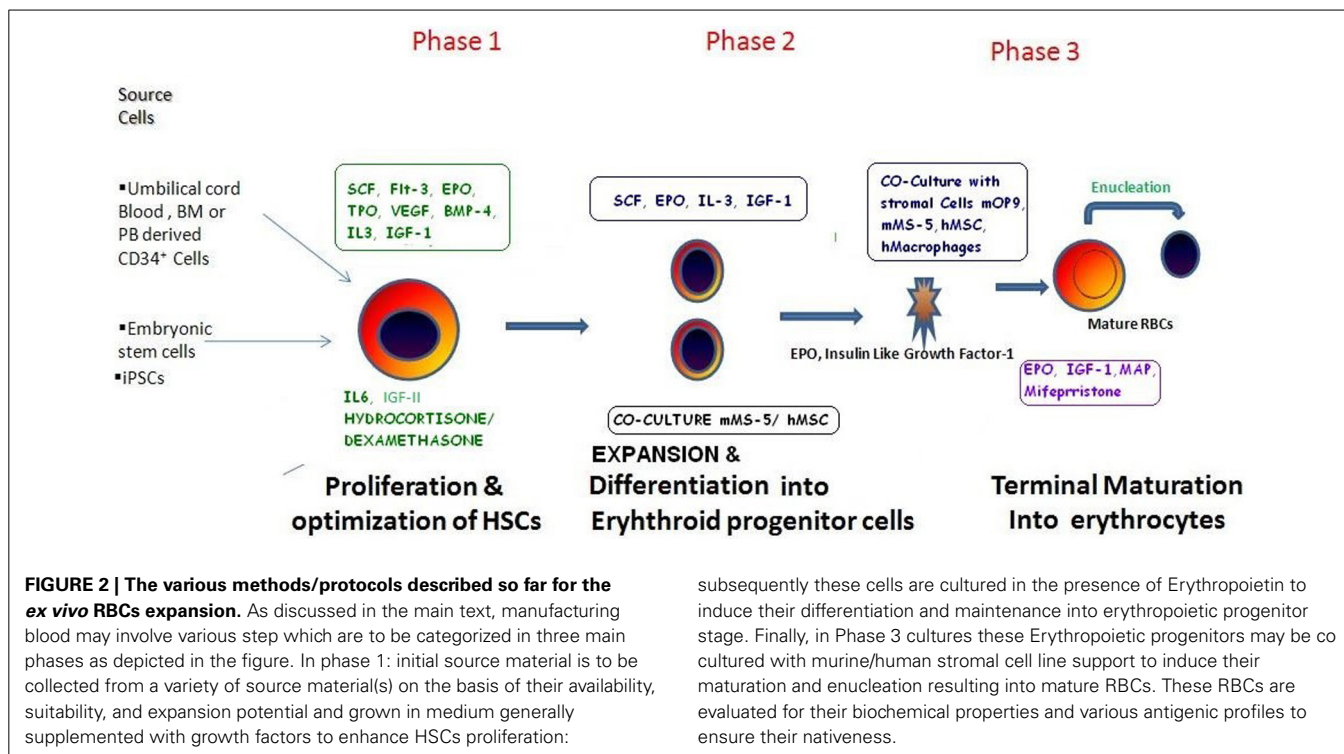 Phase 1
Phase 2
Phase 3
Source
Cells
▪Umbilical cord
Blood , BM or
PB derived
CD34⁺ Cells
▪Embryonic
stem cells
▪iPSCs
SCF, Flt-3, EPO,
TPO, VEGF, BMP-4,
IL3, IGF-1
IL6, IGF-II
HYDROCORTISONE/
DEXAMETHASONE
Proliferation &
optimization of HSCs
SCF, EPO, IL-3, IGF-1
CO-CULTURE mMS-5/ hMSC
EXPANSION &
Differentiation into
Eryhthroid progenitor cells
CO-Culture with
stromal Cells mOP9,
mMS-5, hMSC,
hMacrophages
EPO, Insulin Like Growth Factor-1
Enucleation
Mature RBCs
EPO, IGF-1,MAP,
Mifeprristone
Terminal Maturation
Into erythrocytes
FIGURE 2 | The various methods/protocols described so far for the
ex vivo RBCs expansion. As discussed in the main text, manufacturing
blood may involve various step which are to be categorized in three main
phases as depicted in the figure. In phase 1: initial source material is to be
collected from a variety of source material(s) on the basis of their availability,
suitability, and expansion potential and grown in medium generally
supplemented with growth factors to enhance HSCs proliferation:
subsequently these cells are cultured in the presence of Erythropoietin to
induce their differentiation and maintenance into erythropoietic progenitor
stage. Finally, in Phase 3 cultures these Erythropoietic progenitors may be co
cultured with murine/human stromal cell line support to induce their
maturation and enucleation resulting into mature RBCs. These RBCs are
evaluated for their biochemical properties and various antigenic profiles to
ensure their nativeness.